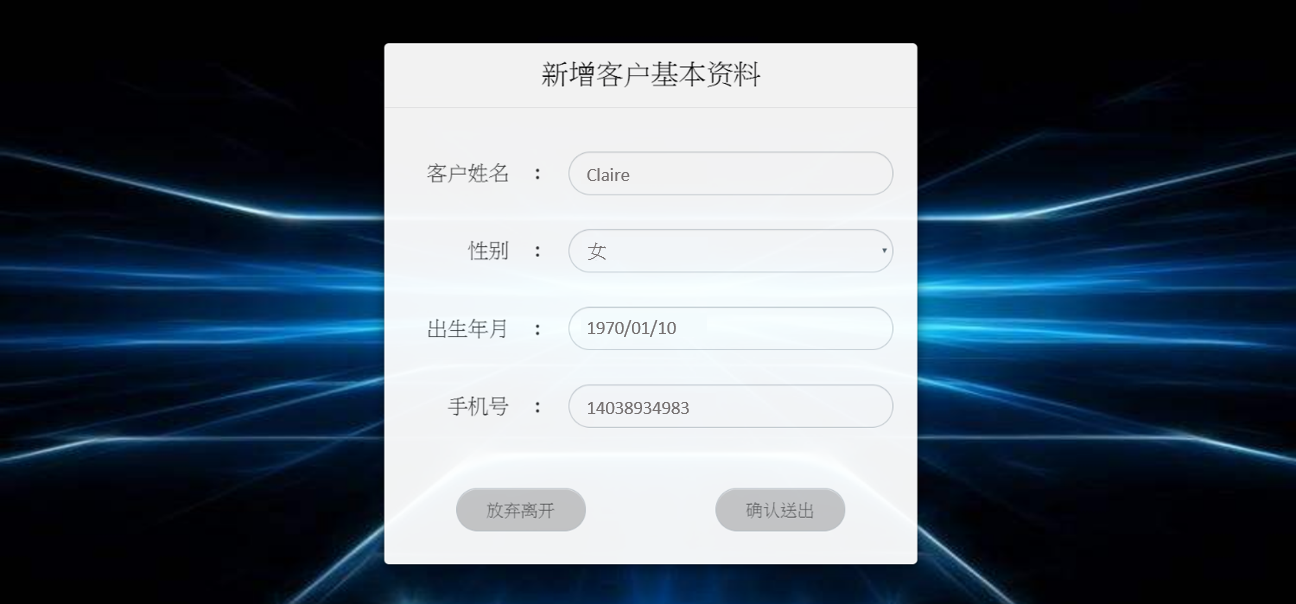 新增客户基本资料
客户姓名 : Claire
性别 : 女
出生年月 : 1970/01/10
手机号 : 14038934983
放弃离开 确认送出